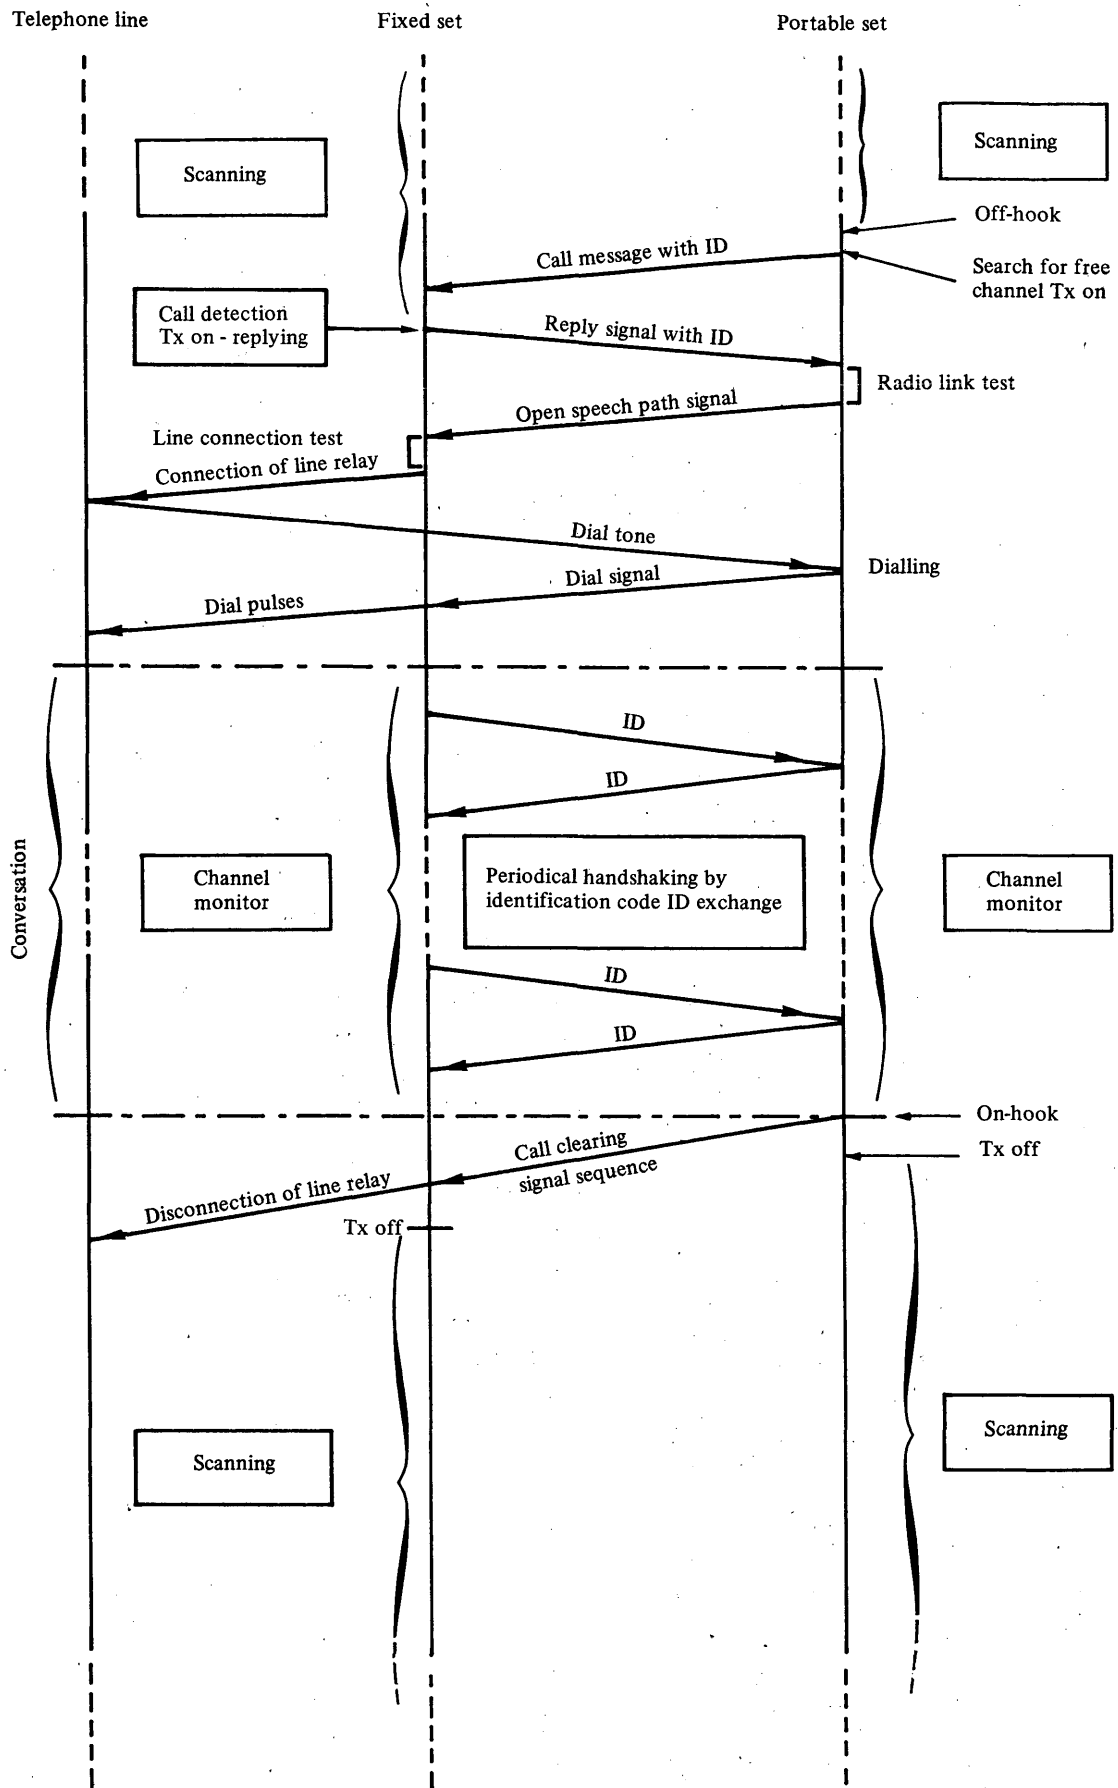 Telephone line
Fixed set
Portable set
Scanning
Scanning
Off-hook
Call message with ID
Search for free
channel Tx on
Call detection
Tx on - replying
Reply signal with ID
Radio link test
Open speech path signal
Line connection test
Connection of line relay
Dial tone
Dialling
Dial signal
Dial pulses
ID
ID
Conversation
Channel
monitor
Periodical handshaking by
identification code ID exchange
Channel
monitor
ID
ID
On-hook
Call clearing
signal sequence
Tx off
Disconnection of line relay
Tx off
Scanning
Scanning